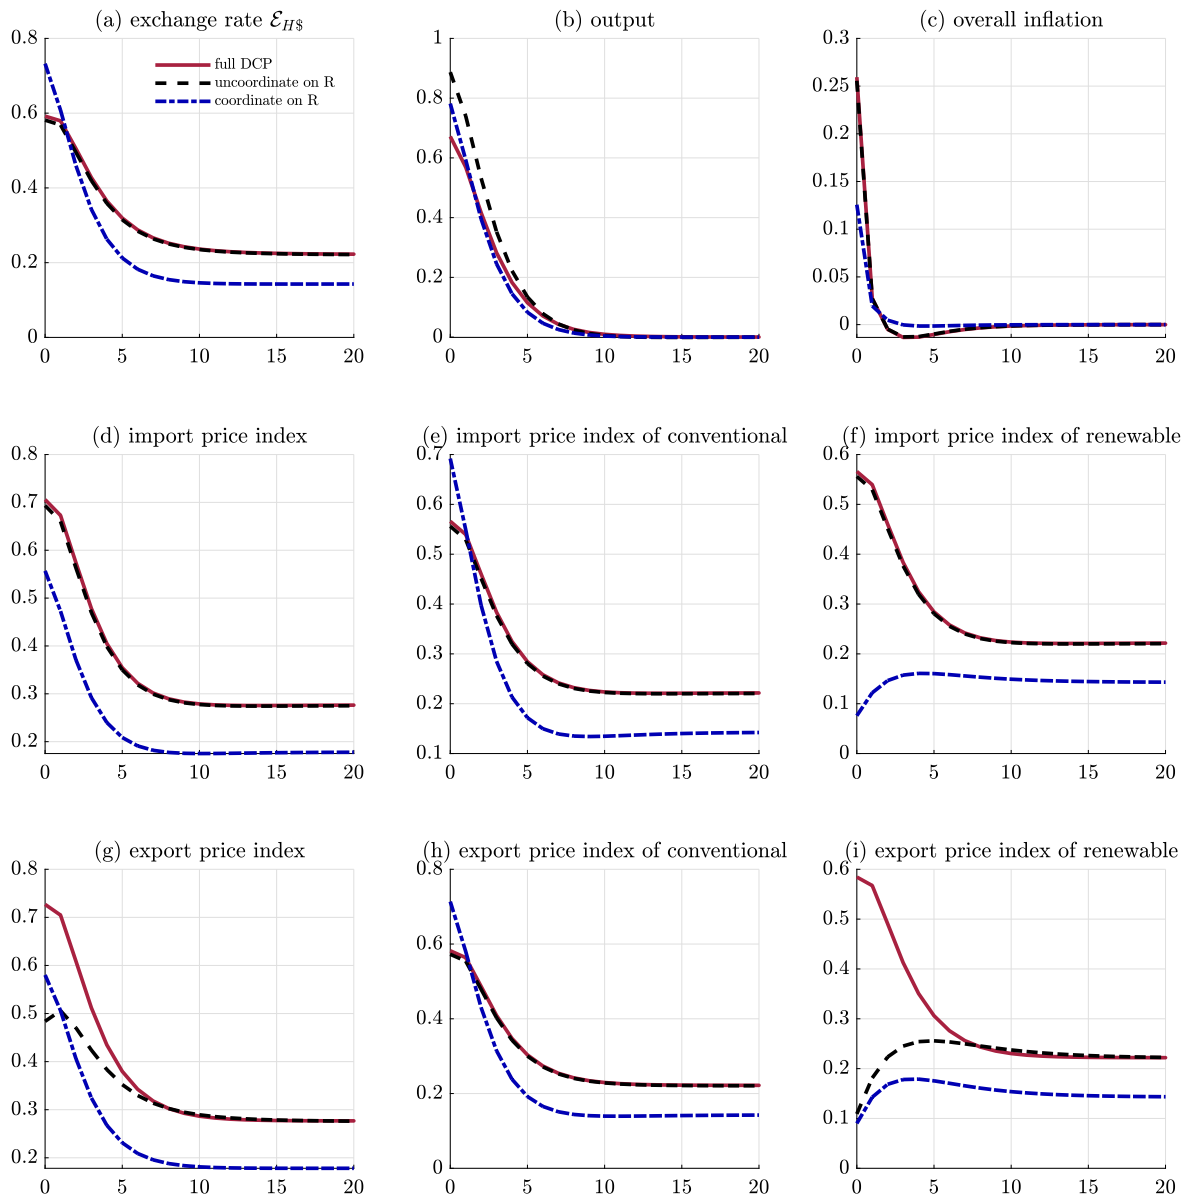 (a) exchange rate ℰ_{H$}
(b) output
(c) overall inflation
0.8
0.6
0.4
0.2
0
full DCP
uncoordinate on R
coordinate on R
0 5 10 15 20
1
0.8
0.6
0.4
0.2
0
0 5 10 15 20
0.3
0.25
0.2
0.15
0.1
0.05
0
0 5 10 15 20
(d) import price index
(e) import price index of conventional
(f) import price index of renewable
0.8
0.7
0.6
0.5
0.4
0.3
0.2
0 5 10 15 20
0.7
0.6
0.5
0.4
0.3
0.2
0.1
0 5 10 15 20
0.6
0.5
0.4
0.3
0.2
0.1
0
0 5 10 15 20
(g) export price index
(h) export price index of conventional
(i) export price index of renewable
0.8
0.7
0.6
0.5
0.4
0.3
0.2
0 5 10 15 20
0.8
0.6
0.4
0.2
0
0 5 10 15 20
0.6
0.5
0.4
0.3
0.2
0.1
0
0 5 10 15 20